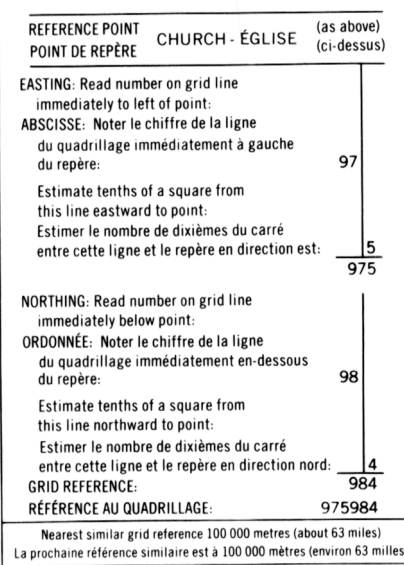 REFERENCE POINT CHURCH - ÉGLISE (as above)
POINT DE REPÈRE (ci-dessus)
EASTING: Read number on grid line
immediately to left of point:
ABSCISSE: Noter le chiffre de la ligne
du quadrillage immédiatement à gauche
du repère: 97
Estimate tenths of a square from
this line eastward to point:
Estimer le nombre de dixièmes du carré
entre cette ligne et le repère en direction est: 5
975
NORTHING: Read number on grid line
immediately below point:
ORDONNÉE: Noter le chiffre de la ligne
du quadrillage immédiatement en-dessous
du repère: 98
Estimate tenths of a square from
this line northward to point:
Estimer le nombre de dixièmes du carré
entre cette ligne et le repère en direction nord: 4
GRID REFERENCE: 984
RÉFÉRENCE AU QUADRILLAGE: 975984
Nearest similar grid reference 100 000 metres (about 63 miles)
La prochaine référence similaire est à 100 000 mètres (environ 63 milles